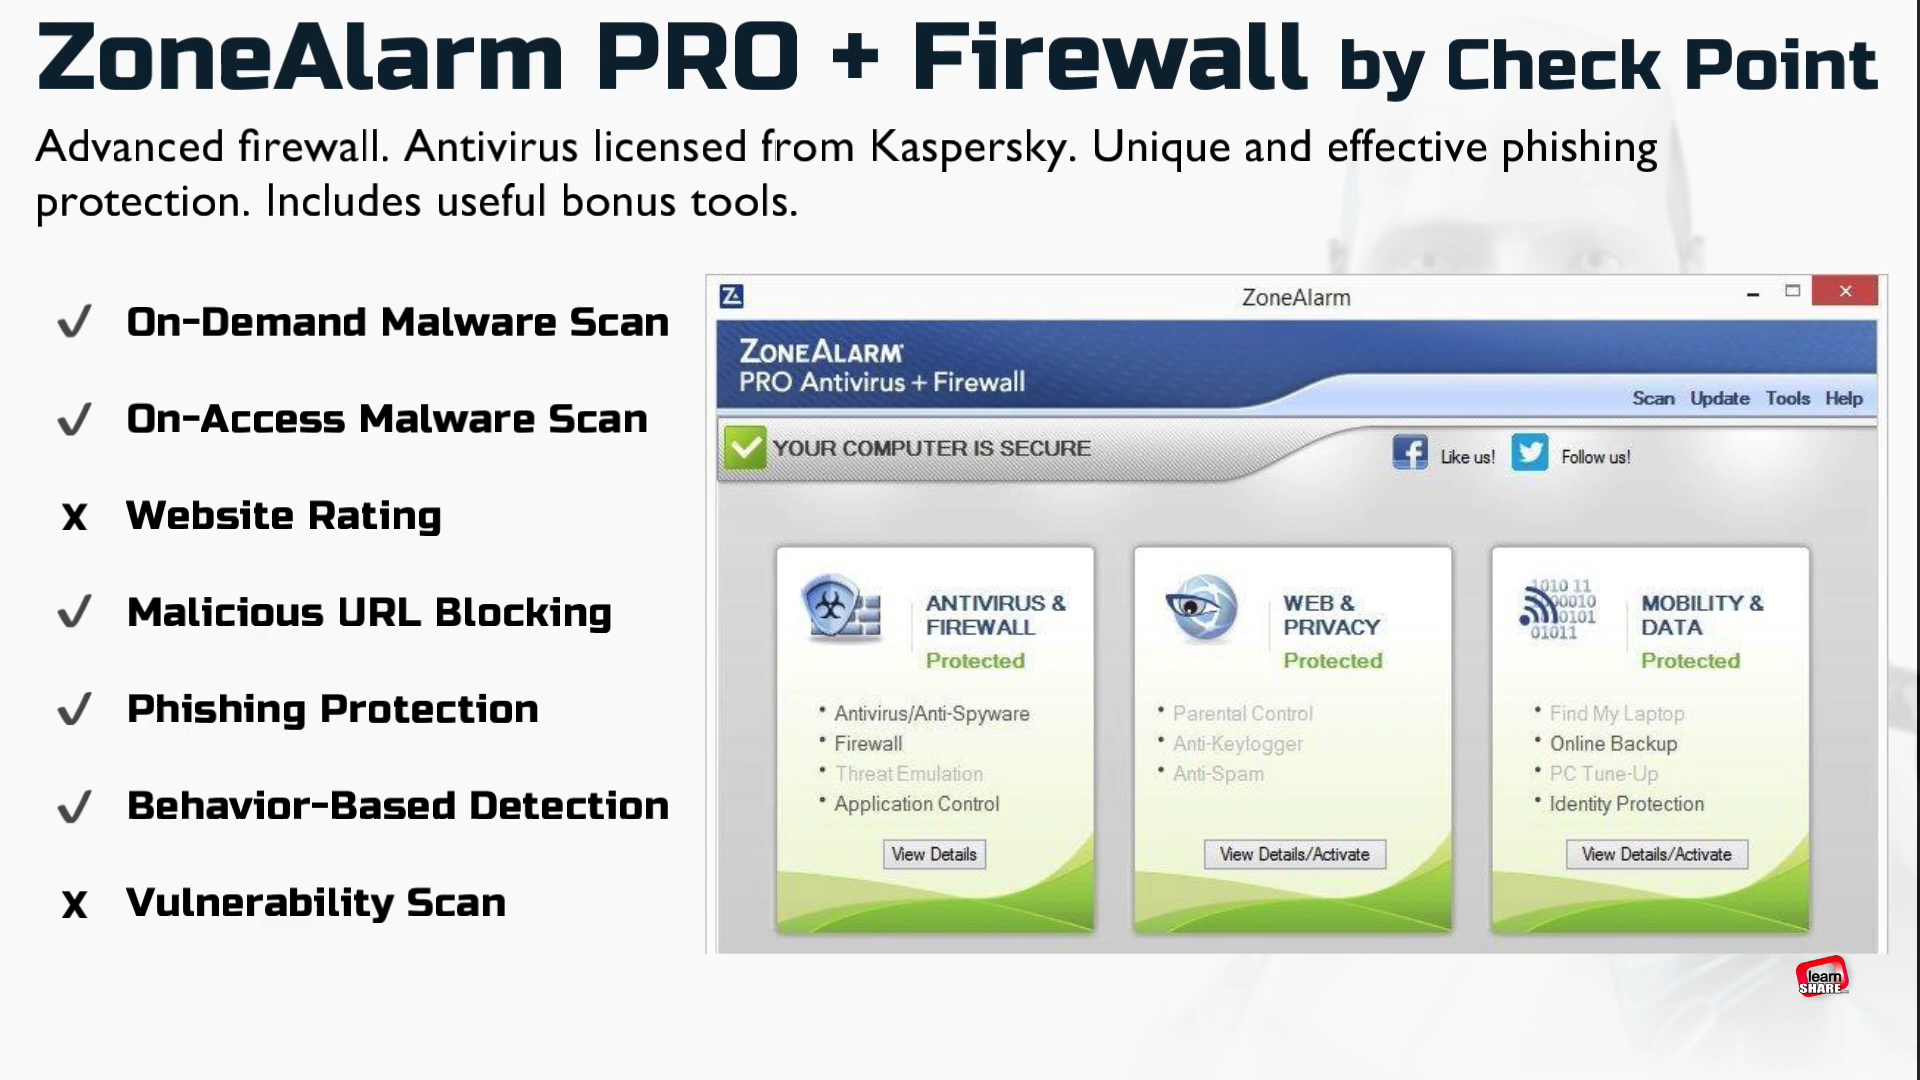 ZoneAlarm PRO + Firewall by Check Point
Advanced firewall. Antivirus licensed from Kaspersky. Unique and effective phishing
protection. Includes useful bonus tools.
✓ On-Demand Malware Scan
✓ On-Access Malware Scan
x Website Rating
✓ Malicious URL Blocking
✓ Phishing Protection
✓ Behavior-Based Detection
x Vulnerability Scan
ZoneAlarm
ZONEALARM
PRO Antivirus + Firewall
Scan Update Tools Help
YOUR COMPUTER IS SECURE
Like us! Follow us!
ANTIVIRUS &
FIREWALL
Protected
• Antivirus/Anti-Spyware
• Firewall
• Threat Emulation
• Application Control
View Details
WEB &
PRIVACY
Protected
• Parental Control
• Anti-Keylogger
• Anti-Spam
View Details/Activate
1010 11
00010
0101
01011
MOBILITY &
DATA
Protected
• Find My Laptop
• Online Backup
• PC Tune-Up
• Identity Protection
View Details/Activate
learn
SHARE